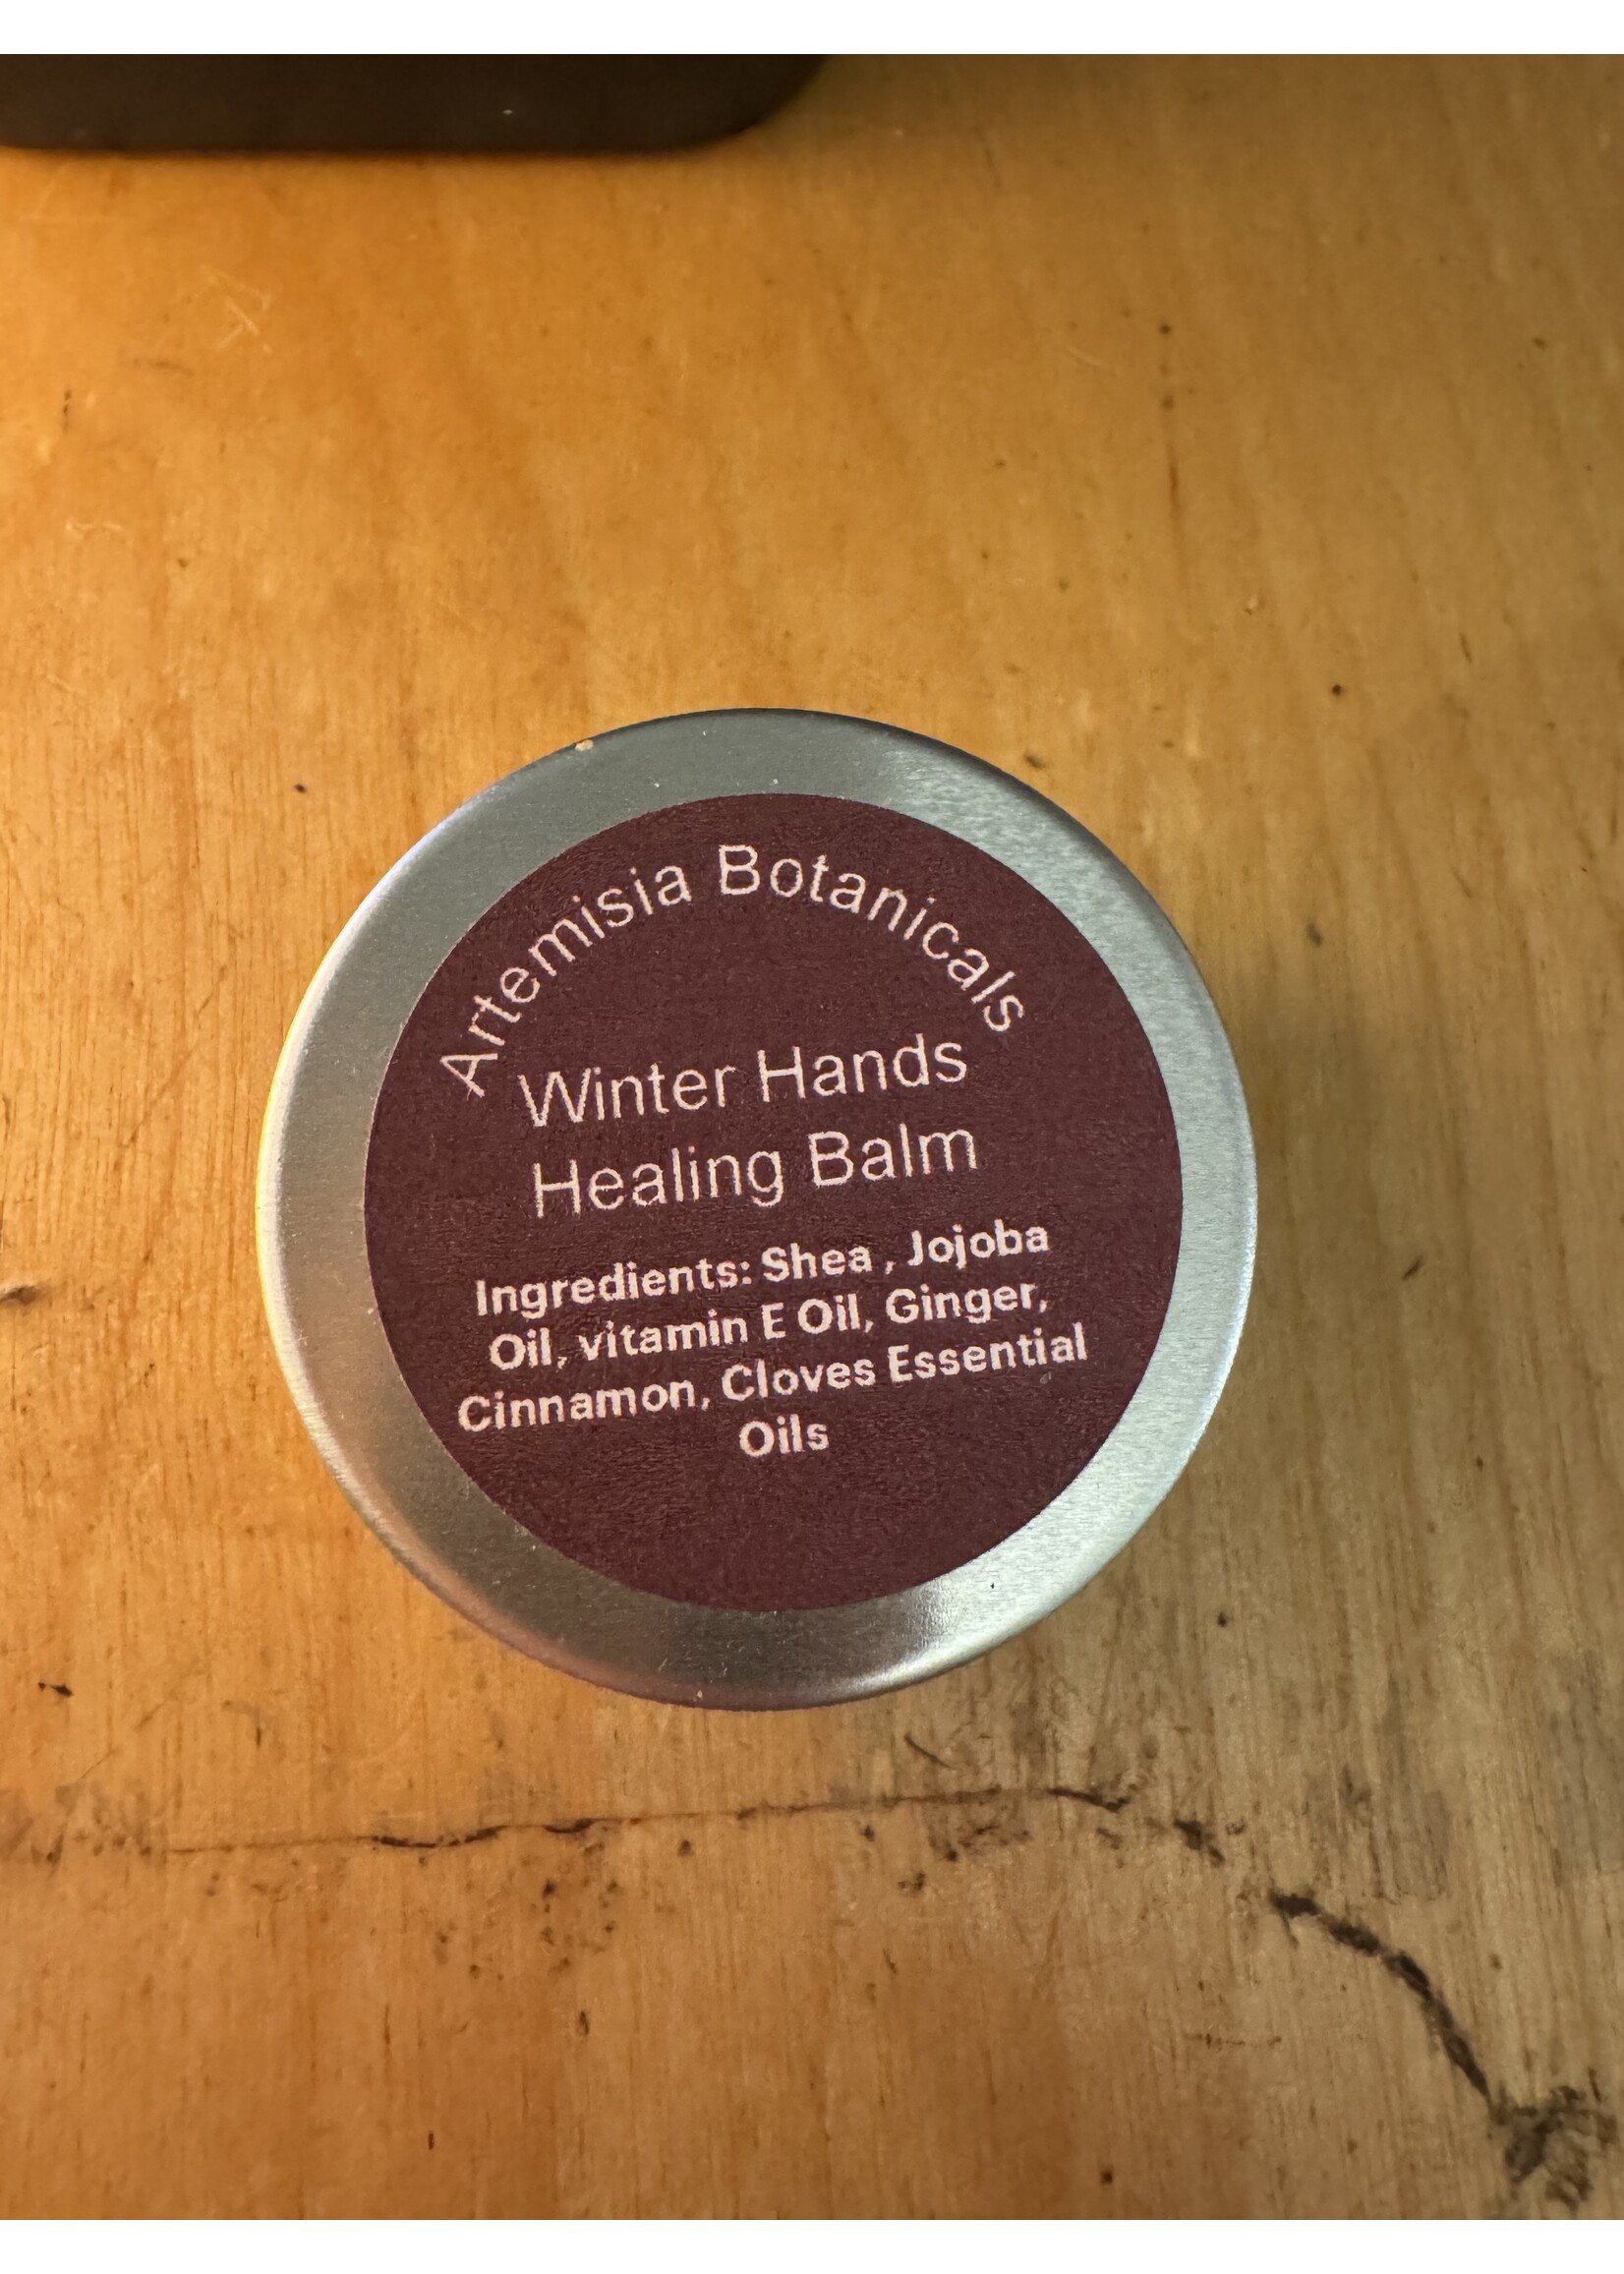 Artemisia Botanicals
Winter Hands
Healing Balm
Ingredients: Shea , Jojoba
Oil, vitamin E Oil, Ginger,
Cinnamon, Cloves Essential
Oils